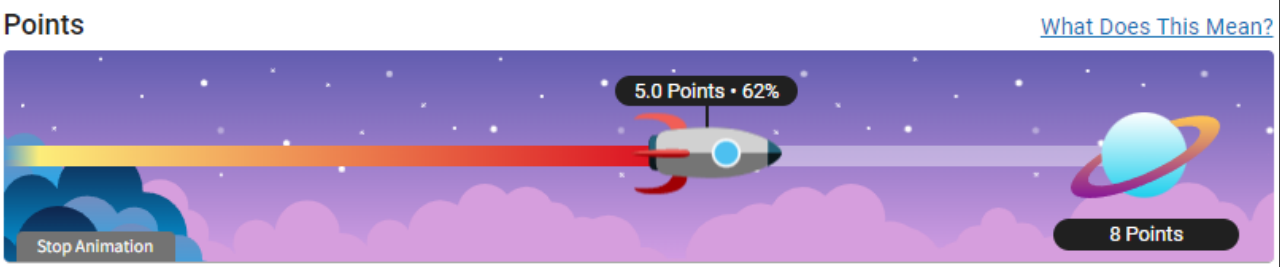 Points
What Does This Mean?
5.0 Points • 62%
8 Points
Stop Animation